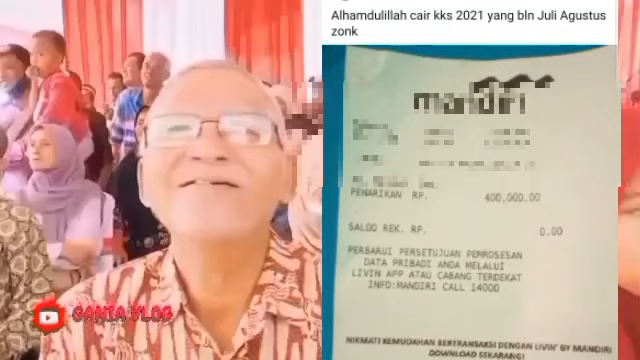 Alhamdulillah cair kks 2021 yang bln Juli Agustus
zonk
mandiri
PENARIKAN RP. 400,000.00
SALDO REK. RP. 0.00
PERBARUI PERSETUJUAN PEMROSESAN
DATA PRIBADI ANDA MELALUI
LIVIN APP ATAU CABANG TERDEKAT
INFO:MANDIRI CALL 14000
NIKMATI KEMUDAHAN BERTRANSAKSI DENGAN LIVIN' BY MANDIRI
DOWNLOAD SEKARANG!
GANTA VLOG